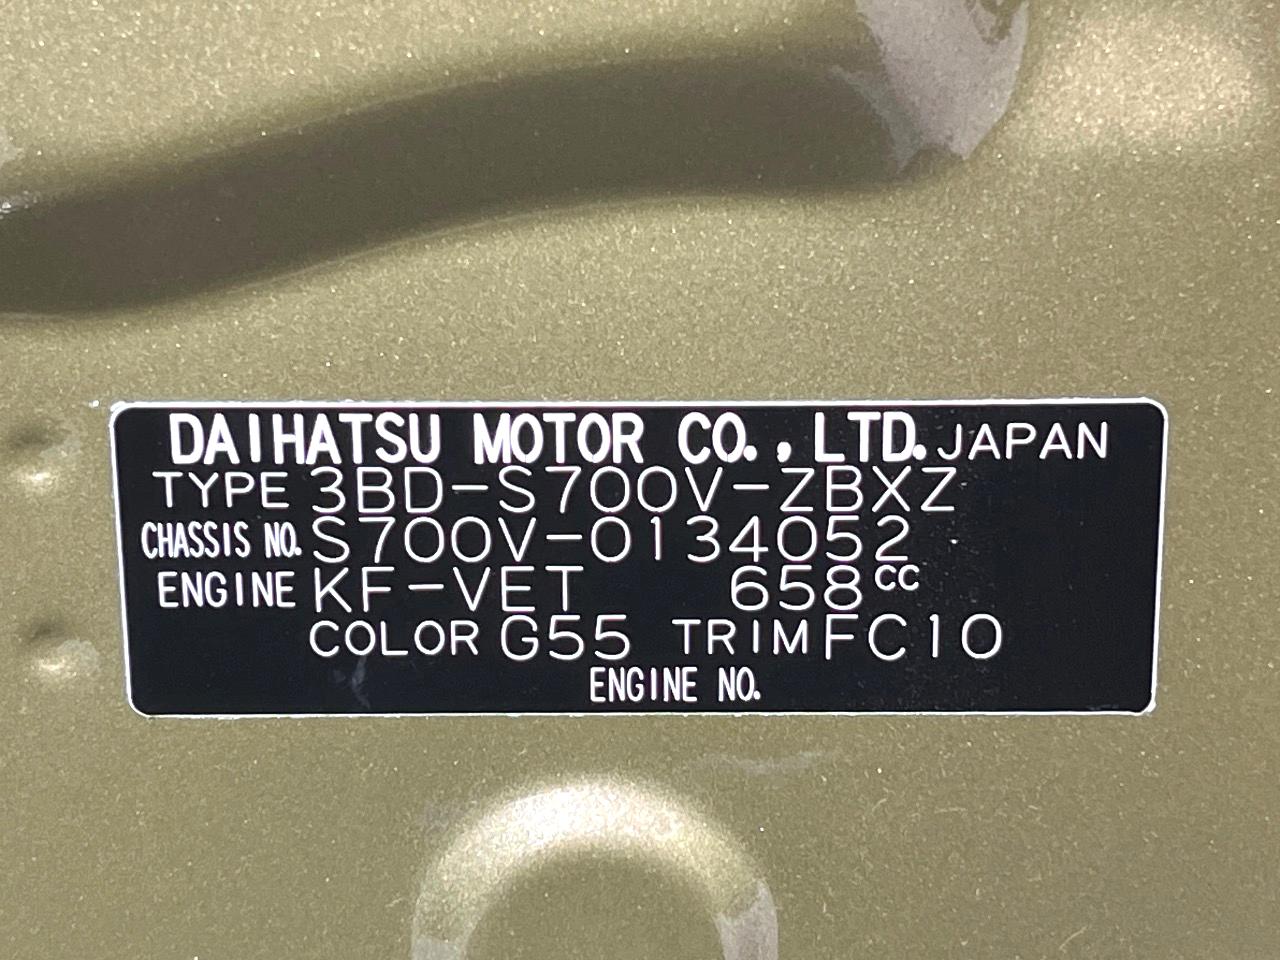 DAIHATSU MOTOR CO., LTD. JAPAN
TYPE 3BD-S700V-ZBXZ
CHASSIS NO. S700V-0134052
ENGINE KF-VET 658cc
COLOR G55 TRIM FC10
ENGINE NO.